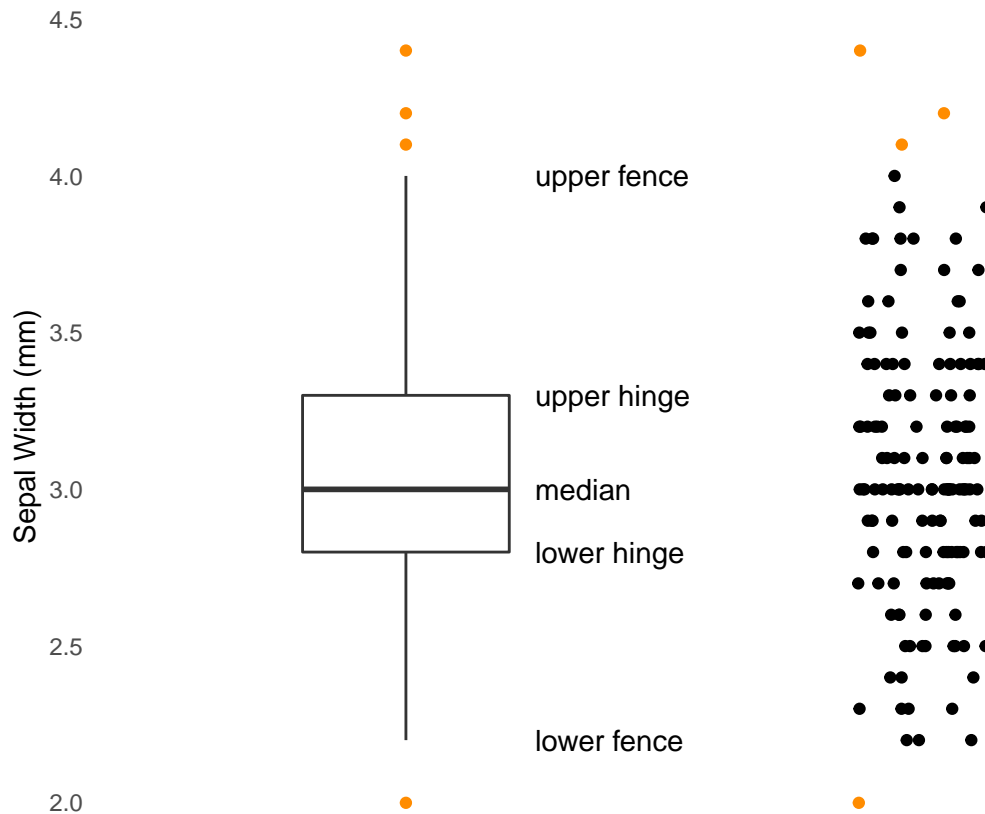 4.5
4.0
upper fence
3.5
Sepal Width (mm)
upper hinge
3.0
median
lower hinge
2.5
lower fence
2.0